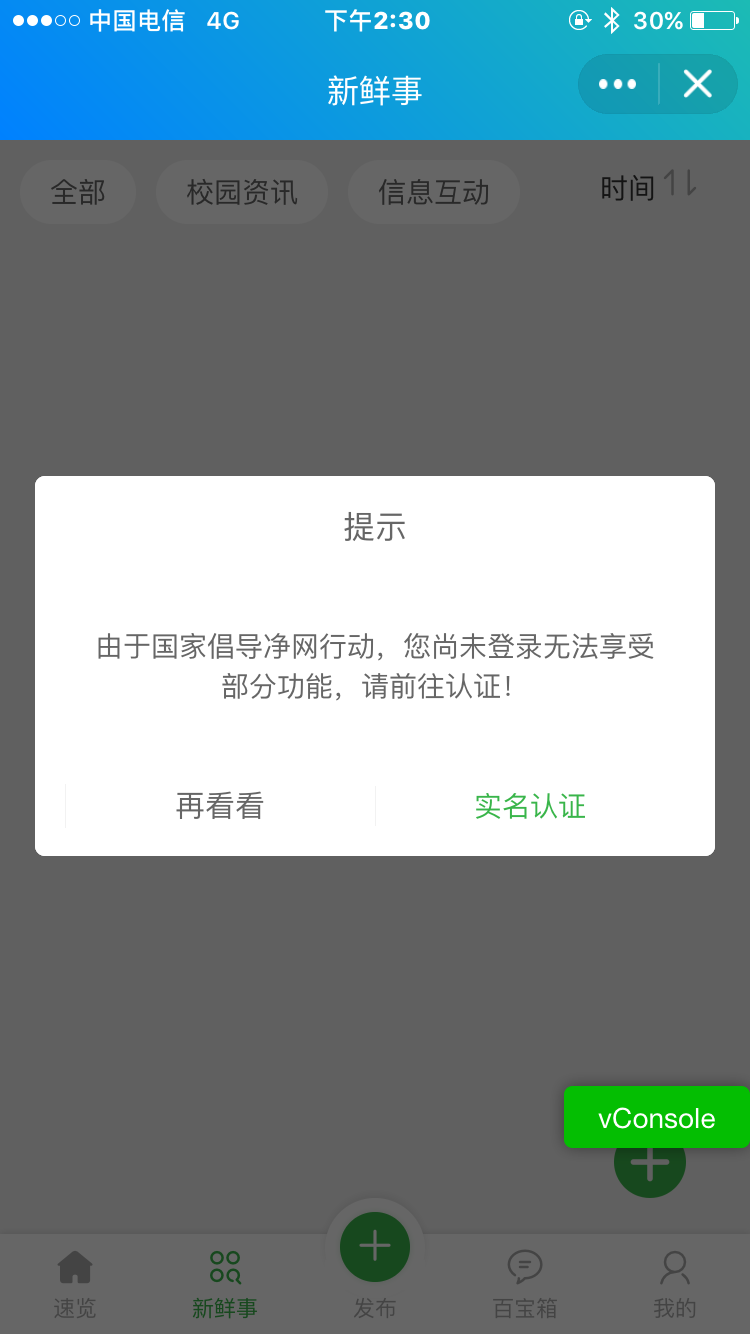 中国电信 4G 下午2:30 30%
新鲜事
全部 校园资讯 信息互动 时间
提示
由于国家倡导净网行动，您尚未登录无法享受
部分功能，请前往认证！
再看看 实名认证
vConsole
速览 新鲜事 发布 百宝箱 我的